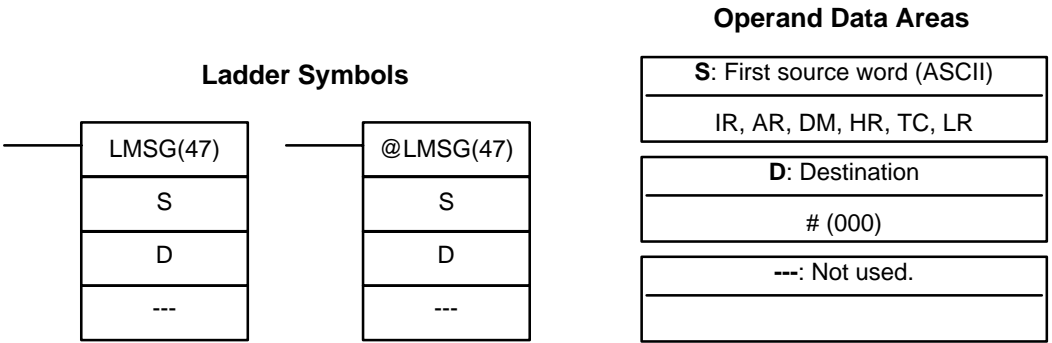 Ladder Symbols
LMSG(47)
S
D
---
@LMSG(47)
S
D
---
Operand Data Areas
S: First source word (ASCII)
IR, AR, DM, HR, TC, LR
D: Destination
# (000)
---: Not used.